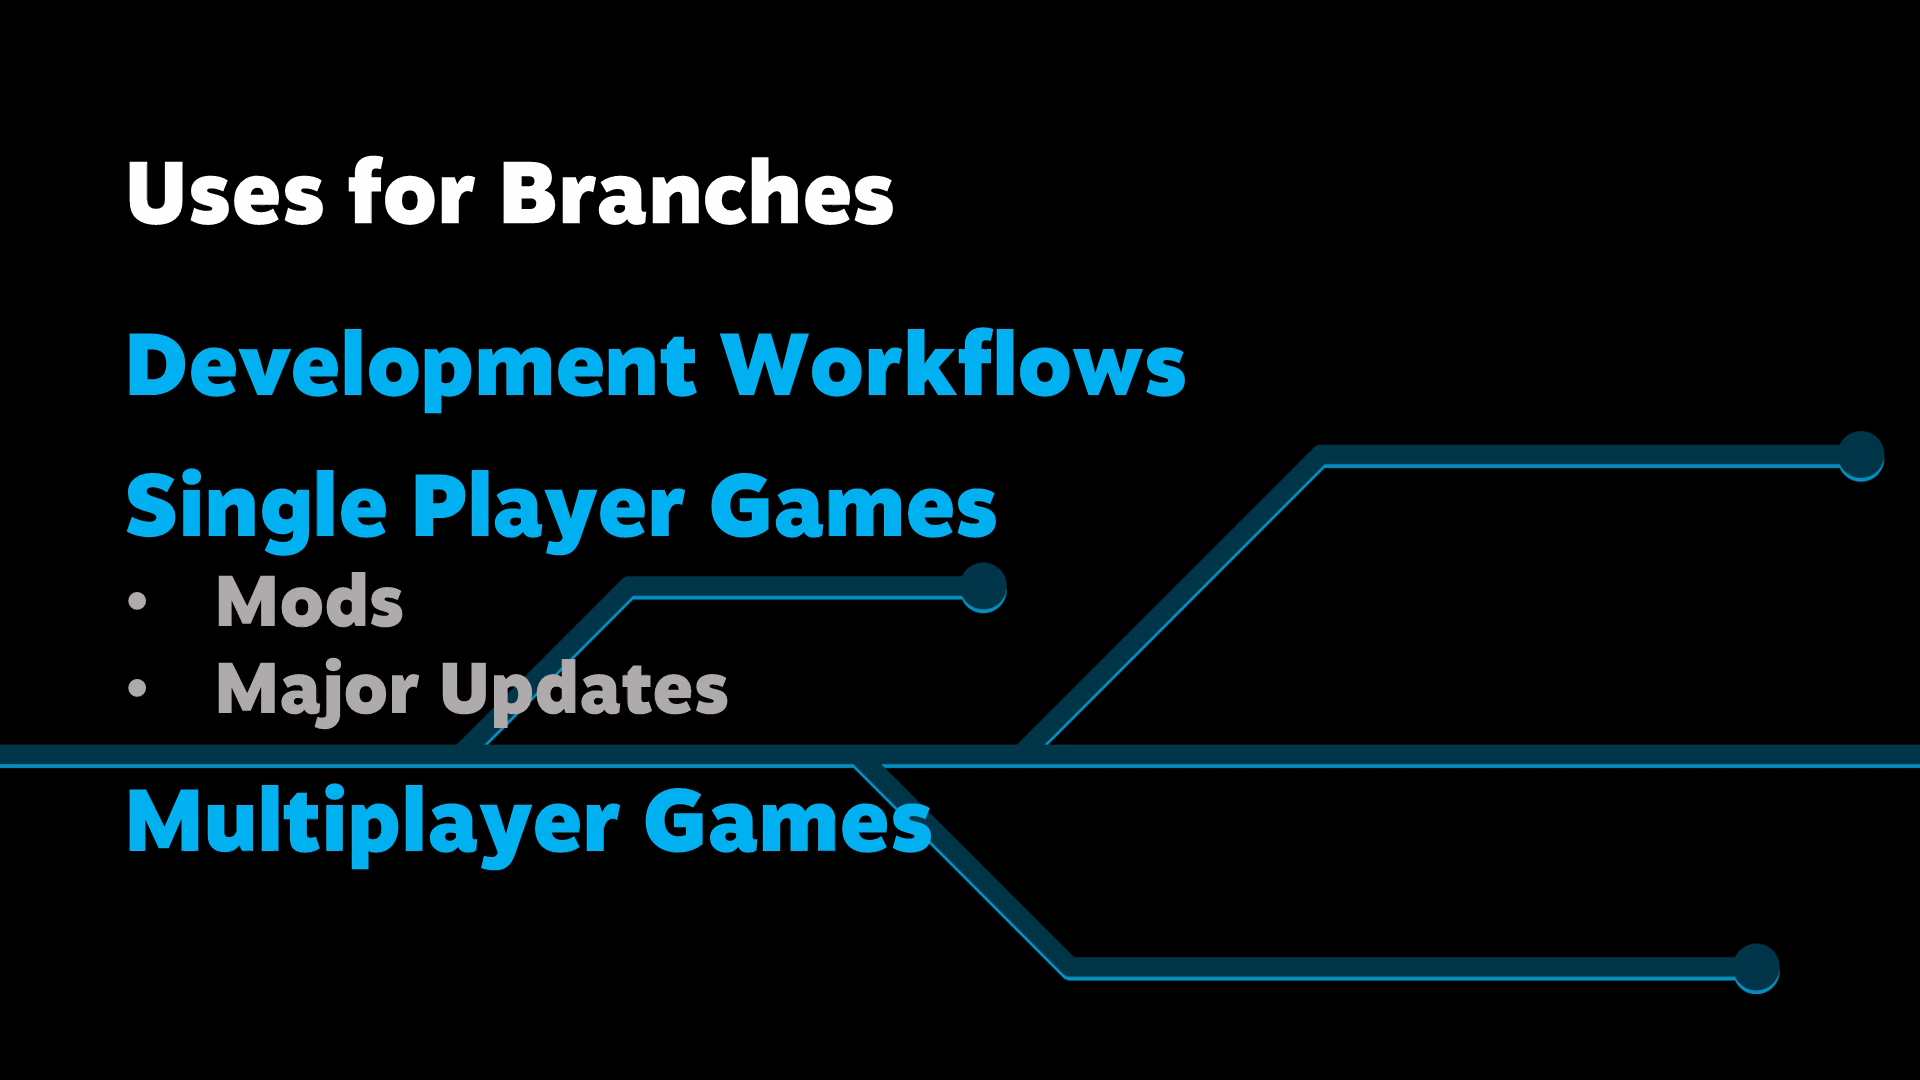 Uses for Branches
Development Workflows
Single Player Games
• Mods
• Major Updates
Multiplayer Games